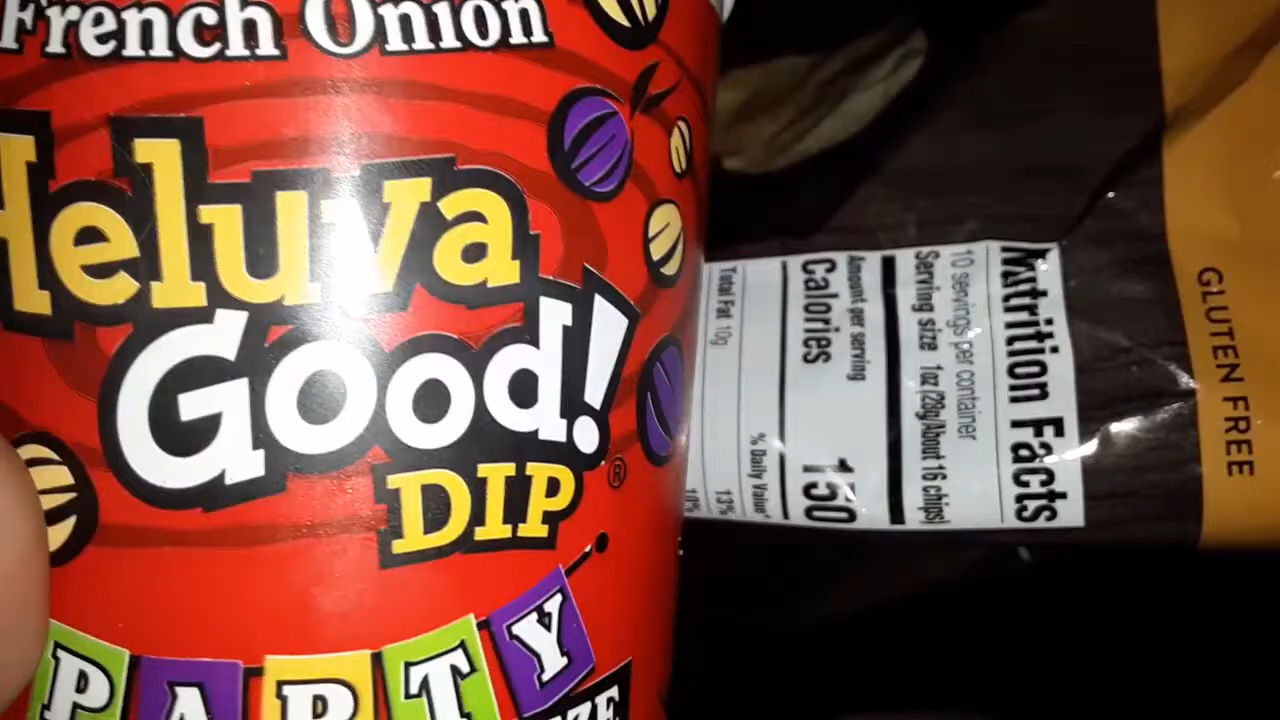 French Onion
Heluva
Good!
DIP®
PARTY
Nutrition Facts
10 servings per container
Serving size 1oz (28g/About 16 chips)
Amount per serving
Calories 150
% Daily Value*
Total Fat 10g 13%
10%
GLUTEN FREE